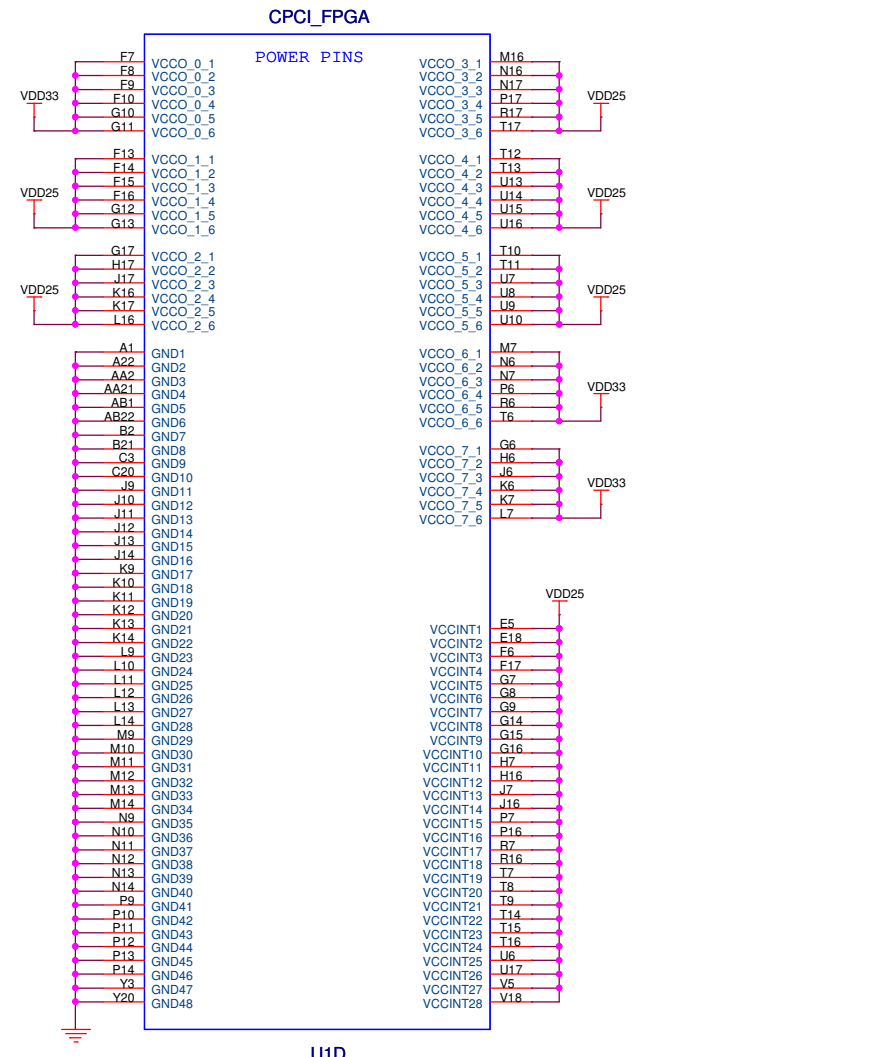 CPCI_FPGA
POWER PINS
VDD33
F7 VCCO_0_1
F8 VCCO_0_2
F9 VCCO_0_3
F10 VCCO_0_4
G10 VCCO_0_5
G11 VCCO_0_6
VDD25
F13 VCCO_1_1
F14 VCCO_1_2
F15 VCCO_1_3
F16 VCCO_1_4
G12 VCCO_1_5
G13 VCCO_1_6
VDD25
G17 VCCO_2_1
H17 VCCO_2_2
J17 VCCO_2_3
K16 VCCO_2_4
K17 VCCO_2_5
L16 VCCO_2_6
A1 GND1
A22 GND2
AA2 GND3
AA21 GND4
AB1 GND5
AB22 GND6
B2 GND7
B21 GND8
C3 GND9
C20 GND10
J9 GND11
J10 GND12
J11 GND13
J12 GND14
J13 GND15
J14 GND16
K9 GND17
K10 GND18
K11 GND19
K12 GND20
K13 GND21
K14 GND22
L9 GND23
L10 GND24
L11 GND25
L12 GND26
L13 GND27
L14 GND28
M9 GND29
M10 GND30
M11 GND31
M12 GND32
M13 GND33
M14 GND34
N9 GND35
N10 GND36
N11 GND37
N12 GND38
N13 GND39
N14 GND40
P9 GND41
P10 GND42
P11 GND43
P12 GND44
P13 GND45
P14 GND46
Y3 GND47
Y20 GND48
VCCO_3_1 M16
VCCO_3_2 N16
VCCO_3_3 N17
VCCO_3_4 P17
VCCO_3_5 R17
VCCO_3_6 T17
VDD25
VCCO_4_1 T12
VCCO_4_2 T13
VCCO_4_3 U13
VCCO_4_4 U14
VCCO_4_5 U15
VCCO_4_6 U16
VDD25
VCCO_5_1 T10
VCCO_5_2 T11
VCCO_5_3 U7
VCCO_5_4 U8
VCCO_5_5 U9
VCCO_5_6 U10
VDD25
VCCO_6_1 M7
VCCO_6_2 N6
VCCO_6_3 N7
VCCO_6_4 P6
VCCO_6_5 R6
VCCO_6_6 T6
VDD33
VCCO_7_1 G6
VCCO_7_2 H6
VCCO_7_3 J6
VCCO_7_4 K6
VCCO_7_5 K7
VCCO_7_6 L7
VDD33
VDD25
VCCINT1 E5
VCCINT2 E18
VCCINT3 F6
VCCINT4 F17
VCCINT5 G7
VCCINT6 G8
VCCINT7 G9
VCCINT8 G14
VCCINT9 G15
VCCINT10 G16
VCCINT11 H7
VCCINT12 H16
VCCINT13 J7
VCCINT14 J16
VCCINT15 P7
VCCINT16 P16
VCCINT17 R7
VCCINT18 R16
VCCINT19 T7
VCCINT20 T8
VCCINT21 T9
VCCINT22 T14
VCCINT23 T15
VCCINT24 T16
VCCINT25 U6
VCCINT26 U17
VCCINT27 V5
VCCINT28 V18
U1D